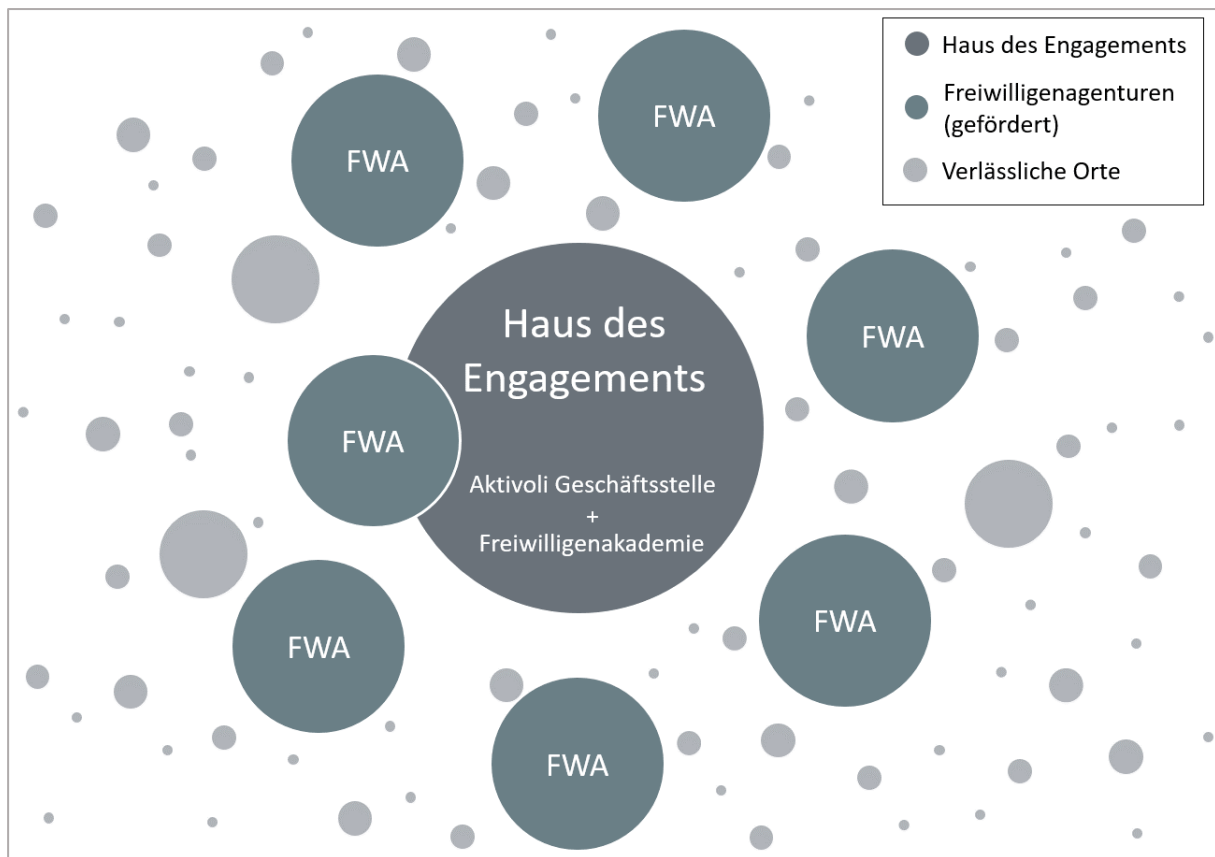 Haus des Engagements
Freiwilligenagenturen
(gefördert)
Verlässliche Orte
FWA
FWA
FWA
Haus des
Engagements
FWA
Aktivoli Geschäftsstelle
+
Freiwilligenakademie
FWA
FWA
FWA